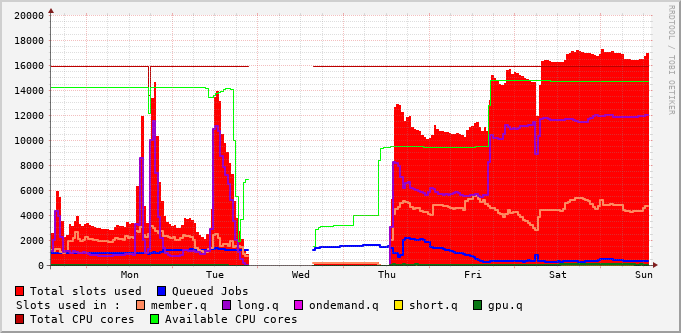 20000
18000
16000
14000
12000
10000
8000
6000
4000
2000
0
Mon Tue Wed Thu Fri Sat Sun
RRDTOOL / TOBI OETIKER
Total slots used Queued Jobs
Slots used in : member.q long.q ondemand.q short.q gpu.q
Total CPU cores Available CPU cores